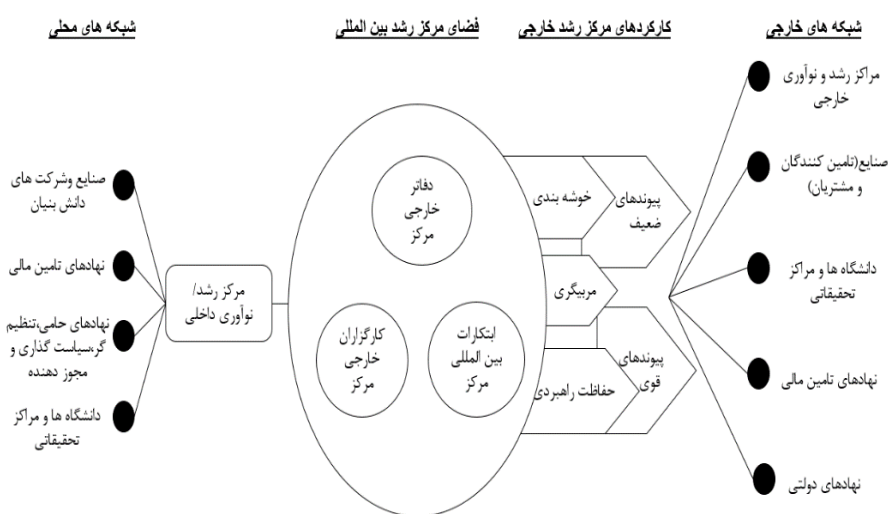 شبکه های خارجی
کارکردهای مرکز رشد خارجی
فضای مرکز رشد بین المللی
شبکه های محلی
مراکز رشد و نوآوری
خارجی
صنایع(تامین کنندگان
و مشتریان)
دانشگاه ها و مراکز
تحقیقاتی
نهادهای تامین مالی
نهادهای دولتی
پیوندهای
ضعیف
خوشه بندی
مربیگری
پیوندهای
قوی
حفاظت راهبردی
دفاتر
خارجی
مرکز
ابتکارات
بین المللی
مرکز
کارگزاران
خارجی
مرکز
مرکز رشد/
نوآوری داخلی
صنایع وشرکت های
دانش بنیان
نهادهای تامین مالی
نهادهای حامی،تنظیم
گر،سیاست گذاری و
مجوز دهنده
دانشگاه ها و مراکز
تحقیقاتی